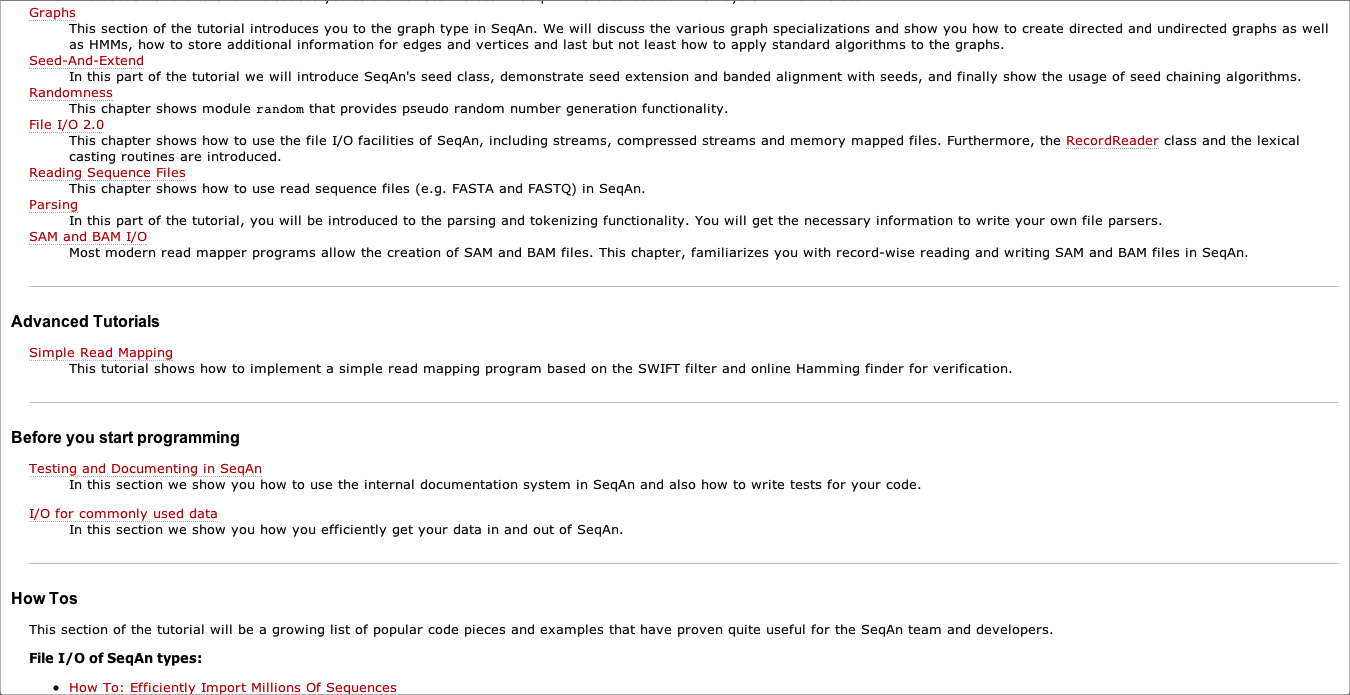 Graphs
This section of the tutorial introduces you to the graph type in SeqAn. We will discuss the various graph specializations and show you how to create directed and undirected graphs as well
as HMMs, how to store additional information for edges and vertices and last but not least how to apply standard algorithms to the graphs.
Seed-And-Extend
In this part of the tutorial we will introduce SeqAn's seed class, demonstrate seed extension and banded alignment with seeds, and finally show the usage of seed chaining algorithms.
Randomness
This chapter shows module random that provides pseudo random number generation functionality.
File I/O 2.0
This chapter shows how to use the file I/O facilities of SeqAn, including streams, compressed streams and memory mapped files. Furthermore, the RecordReader class and the lexical
casting routines are introduced.
Reading Sequence Files
This chapter shows how to use read sequence files (e.g. FASTA and FASTQ) in SeqAn.
Parsing
In this part of the tutorial, you will be introduced to the parsing and tokenizing functionality. You will get the necessary information to write your own file parsers.
SAM and BAM I/O
Most modern read mapper programs allow the creation of SAM and BAM files. This chapter, familiarizes you with record-wise reading and writing SAM and BAM files in SeqAn.
Advanced Tutorials
Simple Read Mapping
This tutorial shows how to implement a simple read mapping program based on the SWIFT filter and online Hamming finder for verification.
Before you start programming
Testing and Documenting in SeqAn
In this section we show you how to use the internal documentation system in SeqAn and also how to write tests for your code.
I/O for commonly used data
In this section we show you how you efficiently get your data in and out of SeqAn.
How Tos
This section of the tutorial will be a growing list of popular code pieces and examples that have proven quite useful for the SeqAn team and developers.
File I/O of SeqAn types:
• How To: Efficiently Import Millions Of Sequences